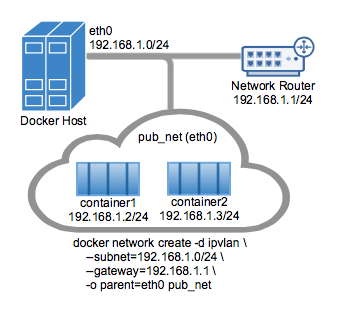 eth0
192.168.1.0/24
Docker Host
Network Router
192.168.1.1/24
pub_net (eth0)
container1
192.168.1.2/24
container2
192.168.1.3/24
docker network create -d ipvlan \
--subnet=192.168.1.0/24 \
--gateway=192.168.1.1 \
-o parent=eth0 pub_net